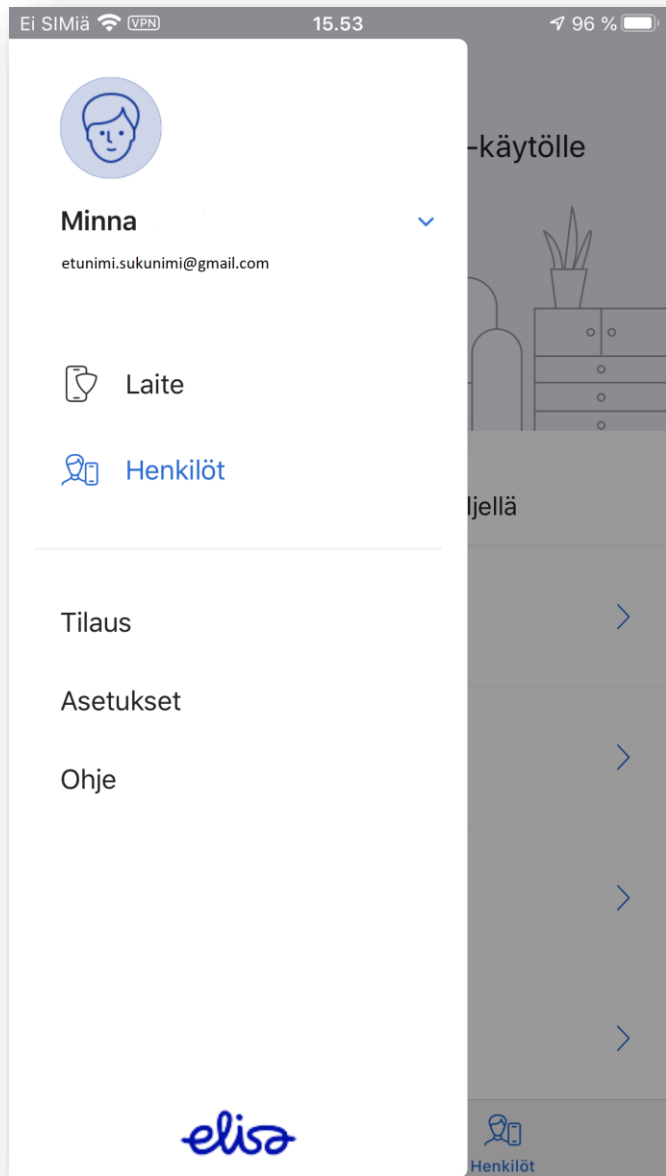 Ei SIMiä VPN 15.53 96 %
-käytölle
Minna
etunimi.sukunimi@gmail.com
Laite
Henkilöt
ljellä
Tilaus
Asetukset
Ohje
elisa
Henkilöt